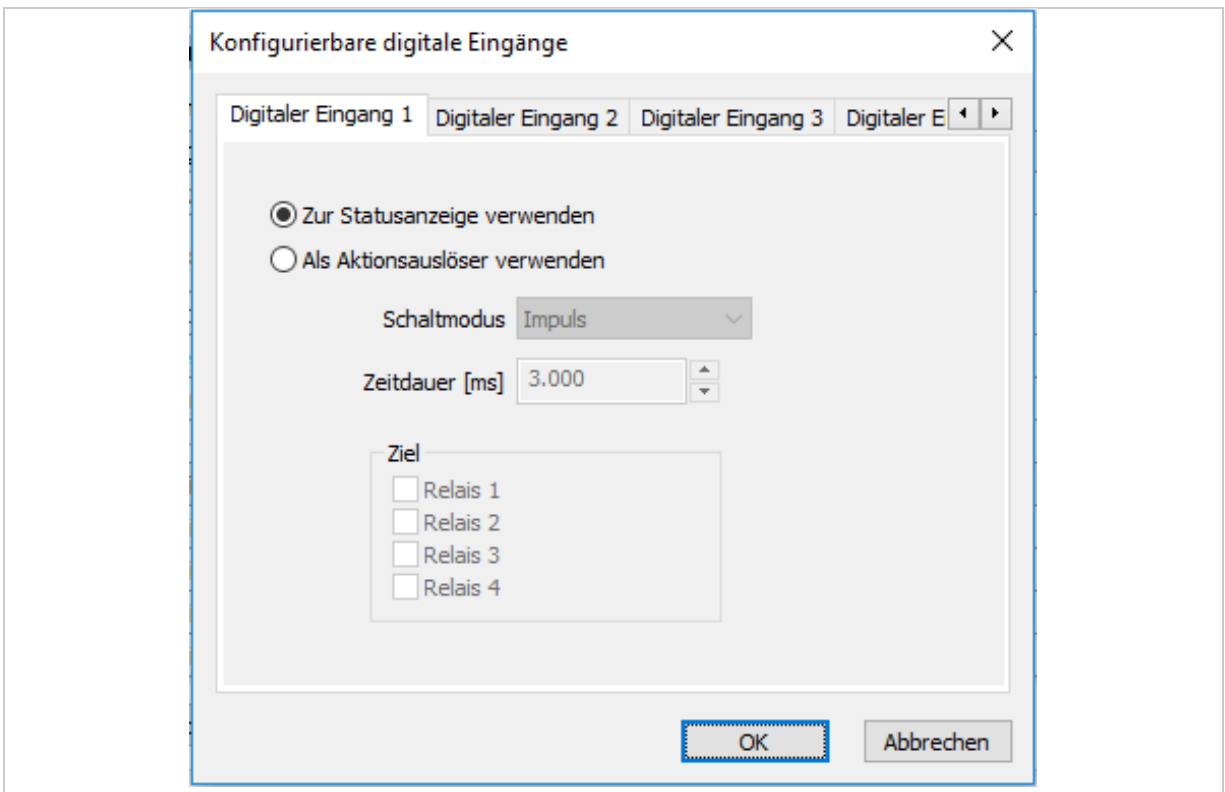 Konfigurierbare digitale Eingänge
Digitaler Eingang 1 Digitaler Eingang 2 Digitaler Eingang 3 Digitaler E
Zur Statusanzeige verwenden
Als Aktionsauslöser verwenden
Schaltmodus Impuls
Zeitdauer [ms] 3.000
Ziel
Relais 1
Relais 2
Relais 3
Relais 4
OK Abbrechen